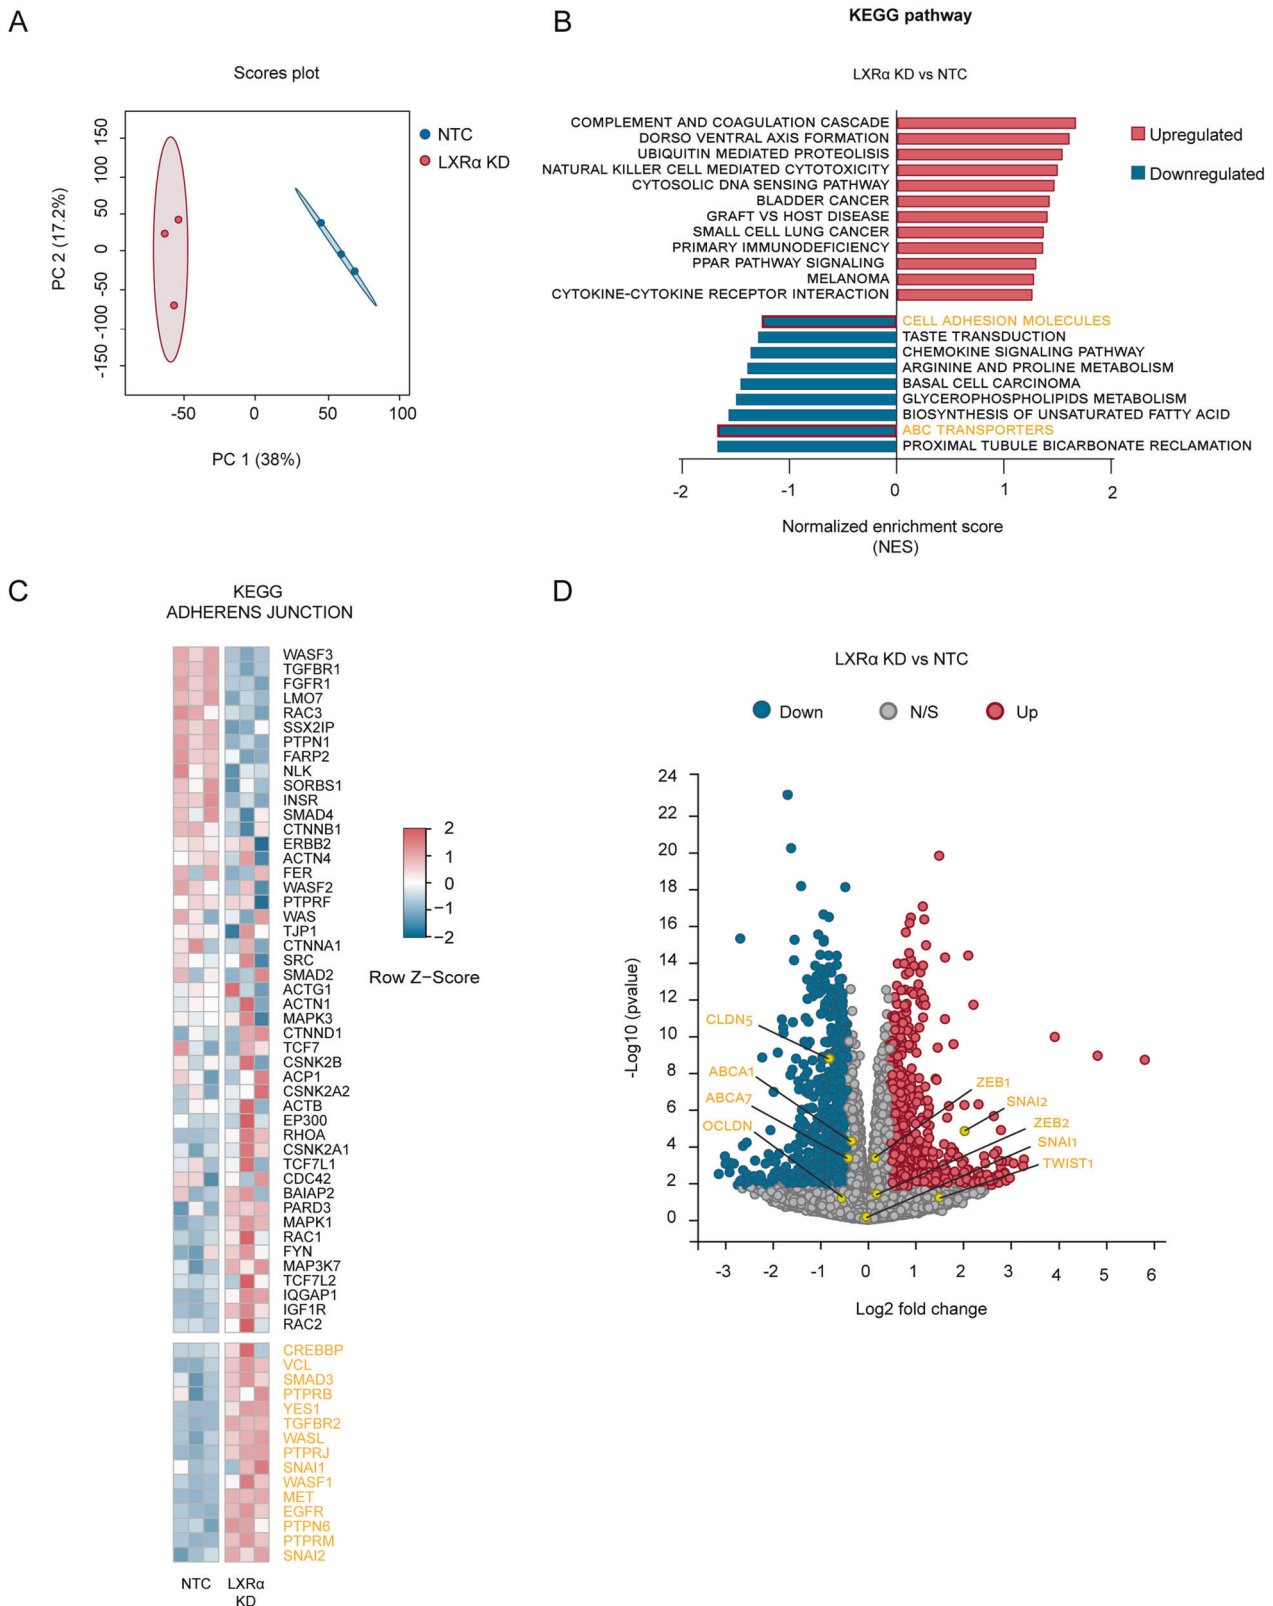 A
Scores plot
NTC
LXRα KD
PC 2 (17.2%)
150
100
50
0
-50
-100
-150
-50
0
50
100
PC 1 (38%)
B
KEGG pathway
LXRα KD vs NTC
COMPLEMENT AND COAGULATION CASCADE
DORSO VENTRAL AXIS FORMATION
UBIQUITIN MEDIATED PROTEOLISIS
NATURAL KILLER CELL MEDIATED CYTOTOXICITY
CYTOSOLIC DNA SENSING PATHWAY
BLADDER CANCER
GRAFT VS HOST DISEASE
SMALL CELL LUNG CANCER
PRIMARY IMMUNODEFICIENCY
PPAR PATHWAY SIGNALING
MELANOMA
CYTOKINE-CYTOKINE RECEPTOR INTERACTION
Upregulated
Downregulated
CELL ADHESION MOLECULES
TASTE TRANSDUCTION
CHEMOKINE SIGNALING PATHWAY
ARGININE AND PROLINE METABOLISM
BASAL CELL CARCINOMA
GLYCEROPHOSPHOLIPIDS METABOLISM
BIOSYNTHESIS OF UNSATURATED FATTY ACID
ABC TRANSPORTERS
PROXIMAL TUBULE BICARBONATE RECLAMATION
-2
-1
0
1
2
Normalized enrichment score
(NES)
C
KEGG
ADHERENS JUNCTION
WASF3
TGFBR1
FGFR1
LMO7
RAC3
SSX2IP
PTPN1
FARP2
NLK
SORBS1
INSR
SMAD4
CTNNB1
ERBB2
ACTN4
FER
WASF2
PTPRF
WAS
TJP1
CTNNA1
SRC
SMAD2
ACTG1
ACTN1
MAPK3
CTNND1
TCF7
CSNK2B
ACP1
CSNK2A2
ACTB
EP300
RHOA
CSNK2A1
TCF7L1
CDC42
BAIAP2
PARD3
MAPK1
RAC1
FYN
MAP3K7
TCF7L2
IQGAP1
IGF1R
RAC2
CREBBP
VCL
SMAD3
PTPRB
YES1
TGFBR2
WASL
PTPRJ
SNAI1
WASF1
MET
EGFR
PTPN6
PTPRM
SNAI2
NTC
LXRα
KD
2
1
0
−1
−2
Row Z−Score
D
LXRα KD vs NTC
Down
N/S
Up
-Log10 (pvalue)
24
22
20
18
16
14
12
10
8
6
4
2
0
CLDN5
ABCA1
ABCA7
OCLDN
ZEB1
SNAI2
ZEB2
SNAI1
TWIST1
-3
-2
-1
0
1
2
3
4
5
6
Log2 fold change